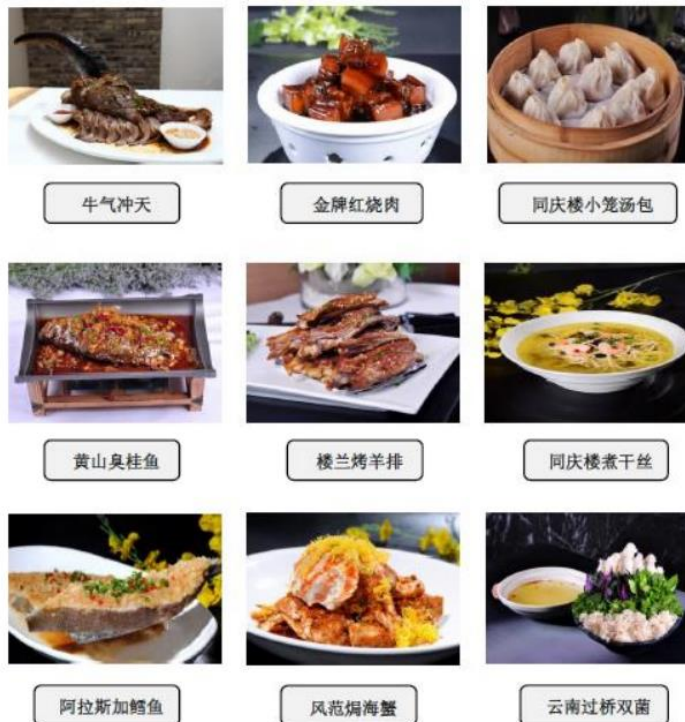 牛气冲天
金牌红烧肉
同庆楼小笼汤包
黄山臭桂鱼
楼兰烤羊排
同庆楼煮干丝
阿拉斯加鳕鱼
风范焗海蟹
云南过桥双菌